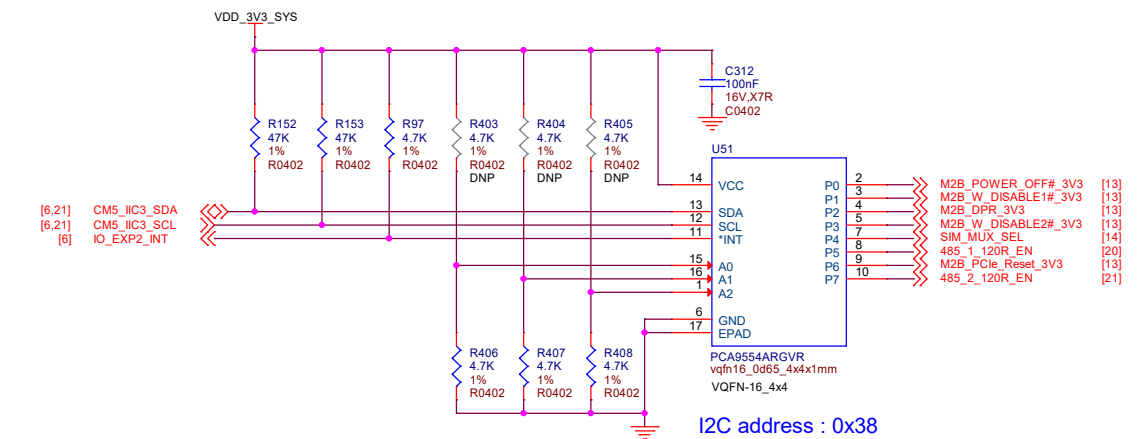 VDD_3V3_SYS
C312
100nF
16V,X7R
C0402
R152
47K
1%
R0402
R153
47K
1%
R0402
R97
4.7K
1%
R0402
R403
4.7K
1%
R0402
DNP
R404
4.7K
1%
R0402
DNP
R405
4.7K
1%
R0402
DNP
U51
14 VCC P0 2 M2B_POWER_OFF#_3V3 [13]
P1 3 M2B_W_DISABLE1#_3V3 [13]
[6,21] CM5_IIC3_SDA 13 SDA P2 4 M2B_DPR_3V3 [13]
[6,21] CM5_IIC3_SCL 12 SCL P3 5 M2B_W_DISABLE2#_3V3 [13]
[6] IO_EXP2_INT 11 *INT P4 7 SIM_MUX_SEL [14]
P5 8 485_1_120R_EN [20]
15 A0 P6 9 M2B_PCIe_Reset_3V3 [13]
16 A1 P7 10 485_2_120R_EN [21]
1 A2
6 GND
17 EPAD
R406
4.7K
1%
R0402
R407
4.7K
1%
R0402
R408
4.7K
1%
R0402
PCA9554ARGVR
vqfn16_0d65_4x4x1mm
VQFN-16_4x4
I2C address : 0x38